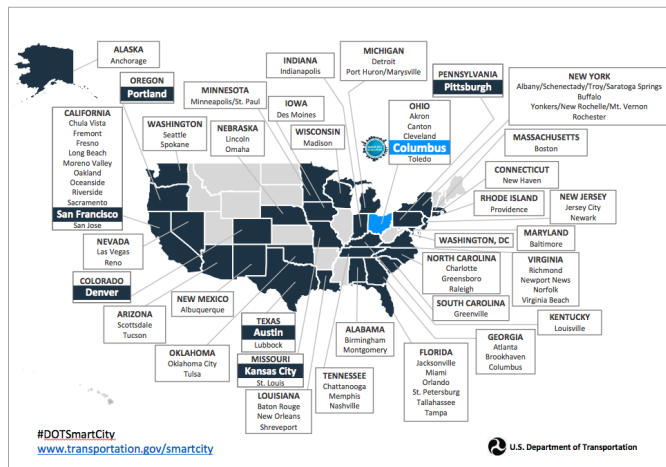 ALASKA
Anchorage
OREGON
Portland
CALIFORNIA
Chula Vista
Fremont
Fresno
Long Beach
Moreno Valley
Oakland
Oceanside
Riverside
Sacramento
San Francisco
San Jose
WASHINGTON
Seattle
Spokane
MINNESOTA
Minneapolis/St. Paul
NEBRASKA
Lincoln
Omaha
INDIANA
Indianapolis
IOWA
Des Moines
WISCONSIN
Madison
MICHIGAN
Detroit
Port Huron/Marysville
OHIO
Akron
Canton
Cleveland
Columbus
Toledo
PENNSYLVANIA
Pittsburgh
NEW YORK
Albany/Schenectady/Troy/Saratoga Springs
Buffalo
Yonkers/New Rochelle/Mt. Vernon
Rochester
MASSACHUSETTS
Boston
CONNECTICUT
New Haven
RHODE ISLAND
Providence
NEW JERSEY
Jersey City
Newark
WASHINGTON, DC
MARYLAND
Baltimore
NEVADA
Las Vegas
Reno
COLORADO
Denver
ARIZONA
Scottsdale
Tucson
NEW MEXICO
Albuquerque
OKLAHOMA
Oklahoma City
Tulsa
TEXAS
Austin
Lubbock
MISSOURI
Kansas City
St. Louis
LOUISIANA
Baton Rouge
New Orleans
Shreveport
TENNESSEE
Chattanooga
Memphis
Nashville
ALABAMA
Birmingham
Montgomery
NORTH CAROLINA
Charlotte
Greensboro
Raleigh
SOUTH CAROLINA
Greenville
VIRGINIA
Richmond
Newport News
Norfolk
Virginia Beach
KENTUCKY
Louisville
GEORGIA
Atlanta
Brookhaven
Columbus
FLORIDA
Jacksonville
Miami
Orlando
St. Petersburg
Tallahassee
Tampa
#DOTSmartCity
www.transportation.gov/smartcity
U.S. Department of Transportation